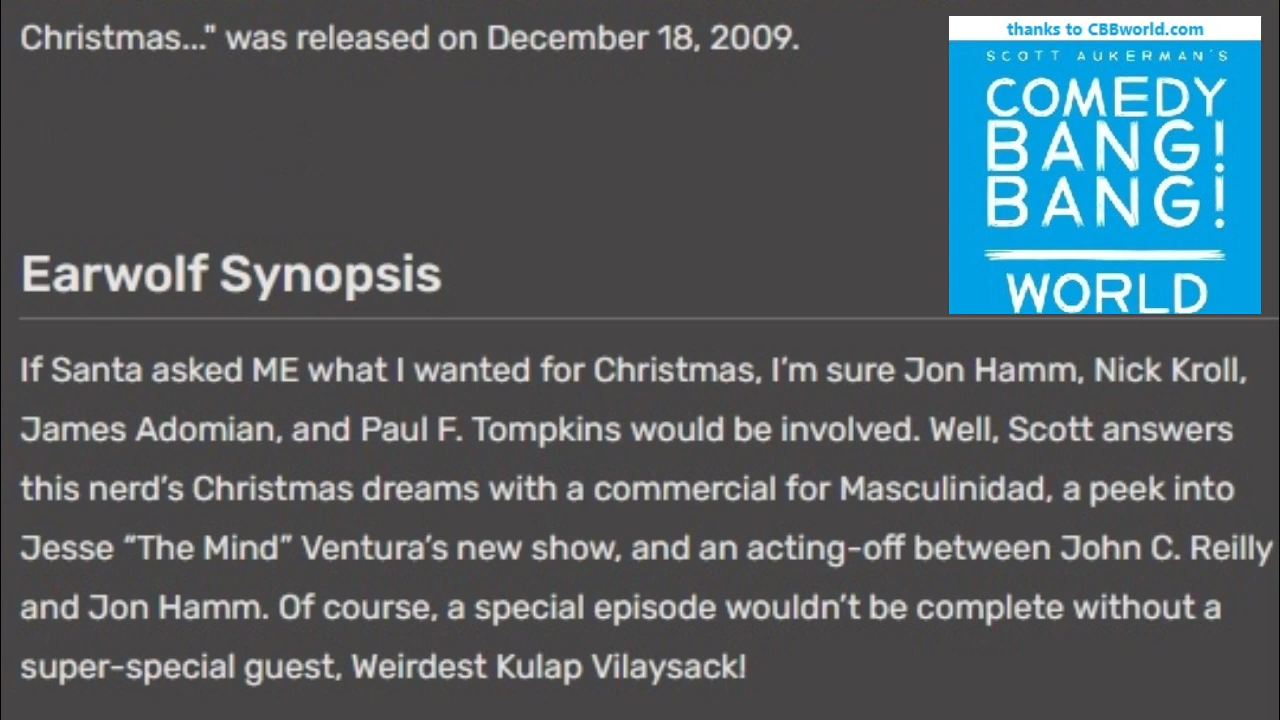 Christmas..." was released on December 18, 2009.
thanks to CBBworld.com
SCOTT AUKERMAN'S
COMEDY
BANG!
BANG!
WORLD
Earwolf Synopsis
If Santa asked ME what I wanted for Christmas, I’m sure Jon Hamm, Nick Kroll,
James Adomian, and Paul F. Tompkins would be involved. Well, Scott answers
this nerd’s Christmas dreams with a commercial for Masculinidad, a peek into
Jesse “The Mind” Ventura’s new show, and an acting-off between John C. Reilly
and Jon Hamm. Of course, a special episode wouldn’t be complete without a
super-special guest, Weirdest Kulap Vilaysack!